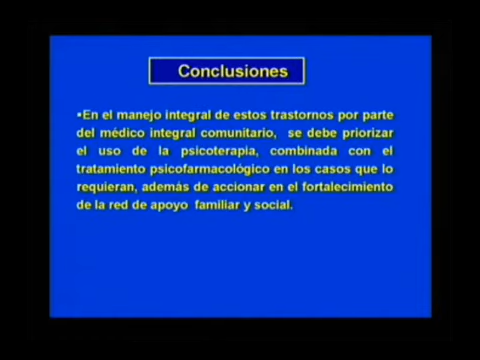 Conclusiones
▪En el manejo integral de estos trastornos por parte
del médico integral comunitario, se debe priorizar
el uso de la psicoterapia, combinada con el
tratamiento psicofarmacológico en los casos que lo
requieran, además de accionar en el fortalecimiento
de la red de apoyo familiar y social.